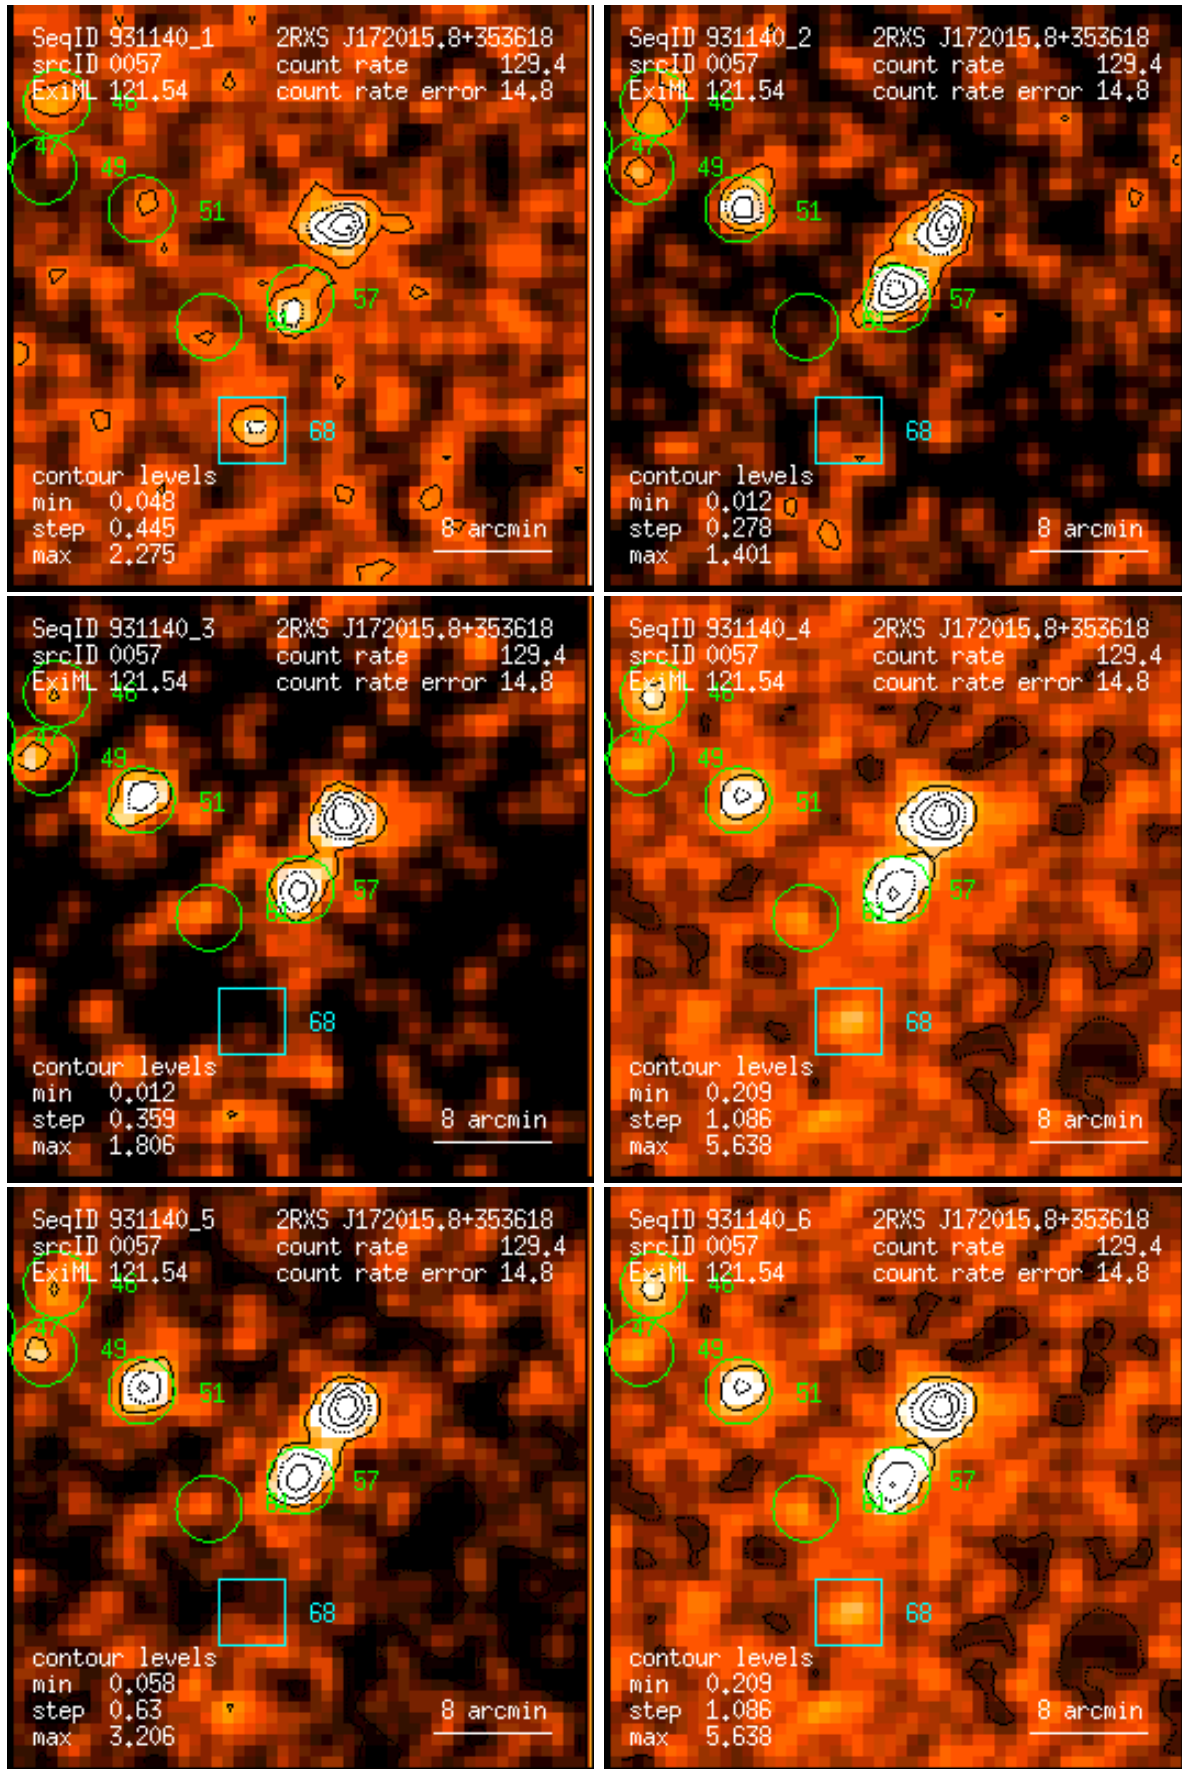 SeqID 931140_1 2RXS J172015.8+353618
srcID 0057 count rate 129.4
ExiML 121.54 count rate error 14.8
46
47
49
51
57
68
contour levels
min 0.048
step 0.445
max 2.275
8 arcmin
SeqID 931140_2 2RXS J172015.8+353618
srcID 0057 count rate 129.4
ExiML 121.54 count rate error 14.8
46
47
49
51
57
61
68
contour levels
min 0.012
step 0.278
max 1.401
8 arcmin
SeqID 931140_3 2RXS J172015.8+353618
srcID 0057 count rate 129.4
ExiML 121.54 count rate error 14.8
46
47
49
51
57
68
contour levels
min 0.012
step 0.359
max 1.806
8 arcmin
SeqID 931140_4 2RXS J172015.8+353618
srcID 0057 count rate 129.4
ExiML 121.54 count rate error 14.8
46
47
49
51
57
61
68
contour levels
min 0.209
step 1.086
max 5.638
8 arcmin
SeqID 931140_5 2RXS J172015.8+353618
srcID 0057 count rate 129.4
ExiML 121.54 count rate error 14.8
46
47
49
51
57
61
68
contour levels
min 0.058
step 0.63
max 3.206
8 arcmin
SeqID 931140_6 2RXS J172015.8+353618
srcID 0057 count rate 129.4
ExiML 121.54 count rate error 14.8
46
47
49
51
57
61
68
contour levels
min 0.209
step 1.086
max 5.638
8 arcmin